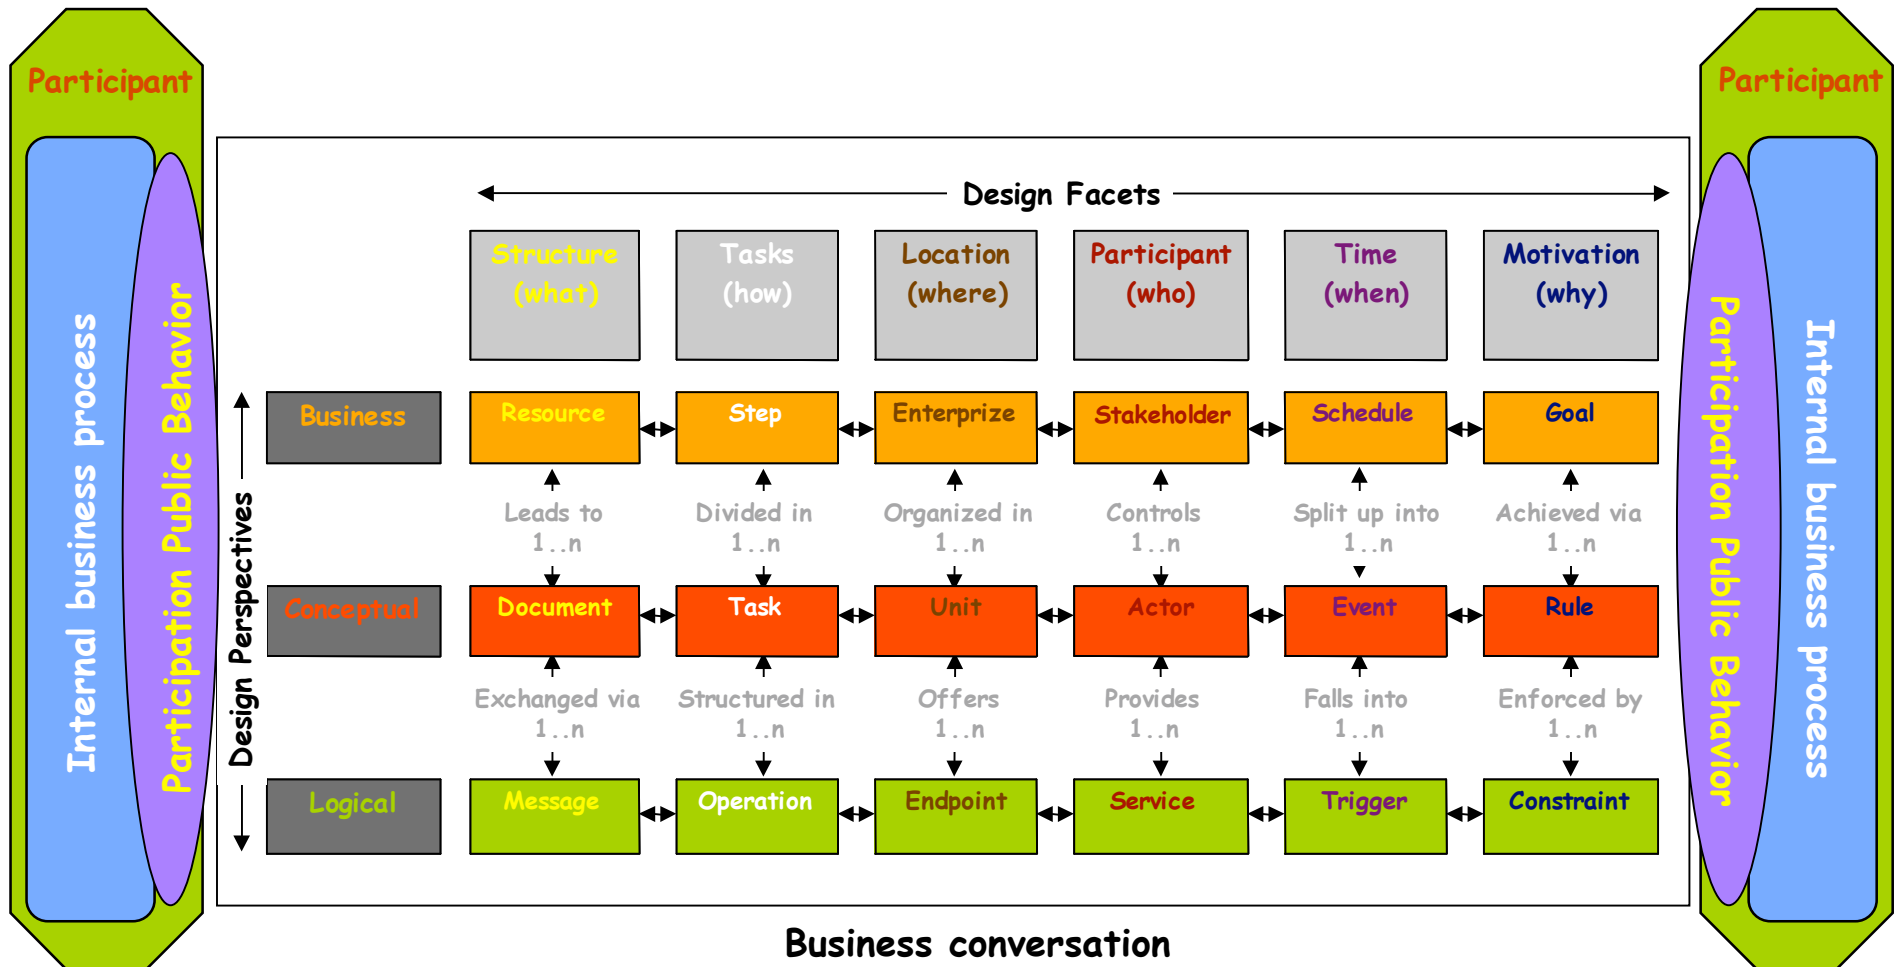 Participant
Participant
Internal business process
Participation Public Behavior
Design Facets
Structure
(what)
Tasks
(how)
Location
(where)
Participant
(who)
Time
(when)
Motivation
(why)
Design Perspectives
Business
Resource
Step
Enterprize
Stakeholder
Schedule
Goal
Leads to
1..n
Divided in
1..n
Organized in
1..n
Controls
1..n
Split up into
1..n
Achieved via
1..n
Conceptual
Document
Task
Unit
Actor
Event
Rule
Exchanged via
1..n
Structured in
1..n
Offers
1..n
Provides
1..n
Falls into
1..n
Enforced by
1..n
Logical
Message
Operation
Endpoint
Service
Trigger
Constraint
Participation Public Behavior
Internal business process
Business conversation